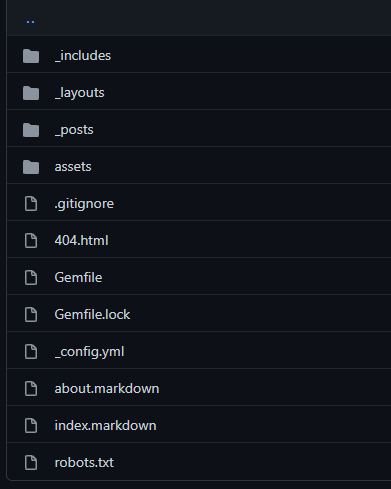 ..
_includes
_layouts
_posts
assets
.gitignore
404.html
Gemfile
Gemfile.lock
_config.yml
about.markdown
index.markdown
robots.txt